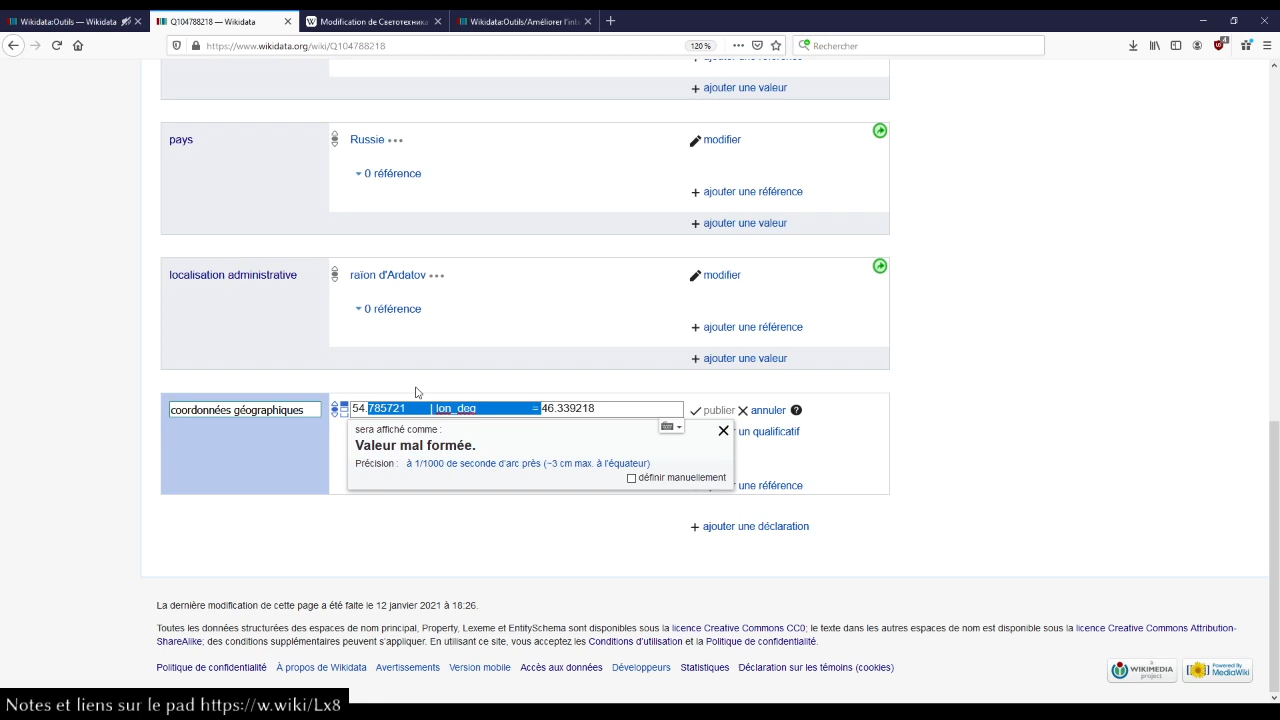 Wikidata:Outils — Wikidata
Q104788218 — Wikidata
Modification de Светотехника
Wikidata:Outils/Améliorer l'int
https://www.wikidata.org/wiki/Q104788218
120 %
Rechercher
+ ajouter une valeur
pays
Russie
modifier
0 référence
+ ajouter une référence
+ ajouter une valeur
localisation administrative
raïon d'Ardatov
modifier
0 référence
+ ajouter une référence
+ ajouter une valeur
coordonnées géographiques
54.785721 | lon_deg = 46.339218
publier
annuler
sera affiché comme :
un qualificatif
Valeur mal formée.
Précision : à 1/1000 de seconde d'arc près (~3 cm max. à l'équateur)
définir manuellement
une référence
+ ajouter une déclaration
La dernière modification de cette page a été faite le 12 janvier 2021 à 18:26.
Toutes les données structurées des espaces de nom principal, Property, Lexeme et EntitySchema sont disponibles sous la licence Creative Commons CC0; le texte dans les autres espaces de nom est disponible sous la licence Creative Commons Attribution-
ShareAlike; des conditions supplémentaires peuvent s'appliquer. En utilisant ce site, vous acceptez les Conditions d'utilisation et la Politique de confidentialité.
Politique de confidentialité À propos de Wikidata Avertissements Version mobile Accès aux données Développeurs Statistiques Déclaration sur les témoins (cookies)
A WIKIMEDIA project
Powered By MediaWiki
Notes et liens sur le pad https://w.wiki/Lx8